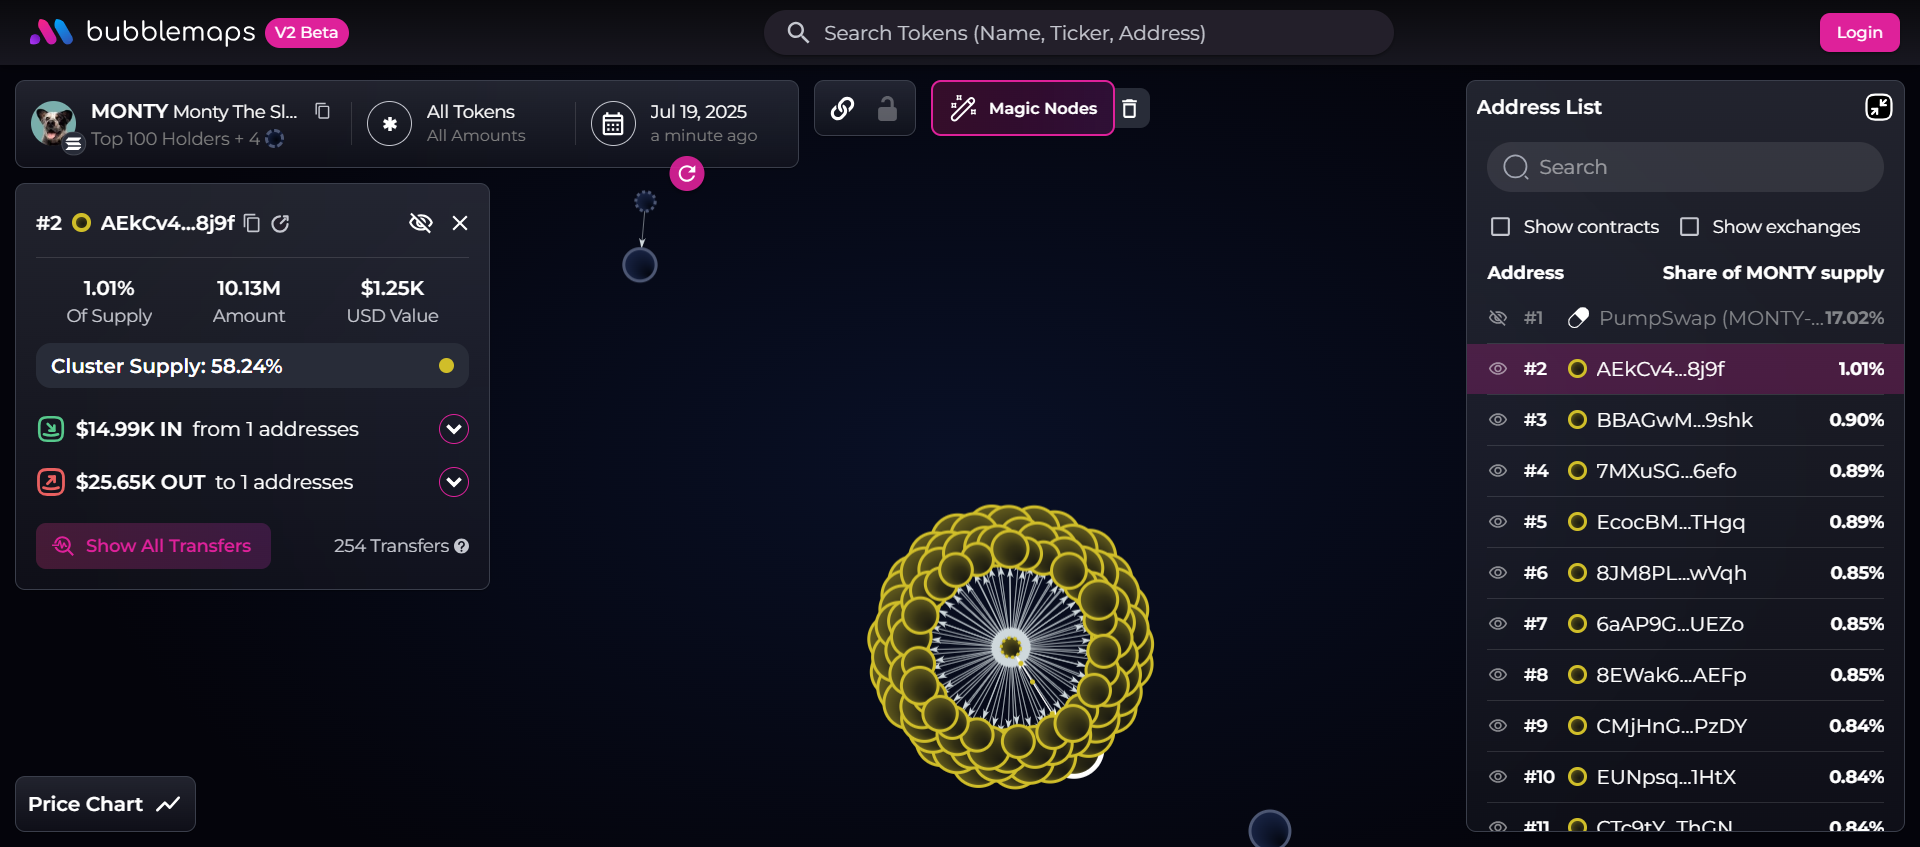 bubblemaps V2 Beta
Search Tokens (Name, Ticker, Address)
Login
MONTY Monty The Sl...
Top 100 Holders + 4
All Tokens
All Amounts
Jul 19, 2025
a minute ago
Magic Nodes
#2 AEkCv4...8j9f
1.01% 10.13M $1.25K
Of Supply Amount USD Value
Cluster Supply: 58.24%
$14.99K IN from 1 addresses
$25.65K OUT to 1 addresses
Show All Transfers 254 Transfers ?
Price Chart
Address List
Search
Show contracts Show exchanges
Address Share of MONTY supply
#1 PumpSwap (MONTY-... 17.02%
#2 AEkCv4...8j9f 1.01%
#3 BBAGwM...9shk 0.90%
#4 7MXuSG...6efo 0.89%
#5 EcocBM...THgq 0.89%
#6 8JM8PL...wVqh 0.85%
#7 6aAP9G...UEZo 0.85%
#8 8EWak6...AEFp 0.85%
#9 CMjHnG...PzDY 0.84%
#10 EUNpsq...1HtX 0.84%
#11 CTc9tY...ThGN 0.84%